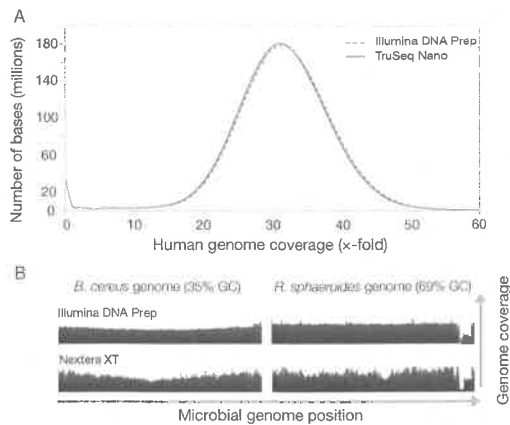 A
Number of bases (millions)
180
140
100
60
20
0
Illumina DNA Prep
TruSeq Nano
0 10 20 30 40 50 60
Human genome coverage (×-fold)
B
B. cereus genome (35% GC) R. sphaeroides genome (69% GC)
Illumina DNA Prep
Nextera XT
Genome coverage
Microbial genome position